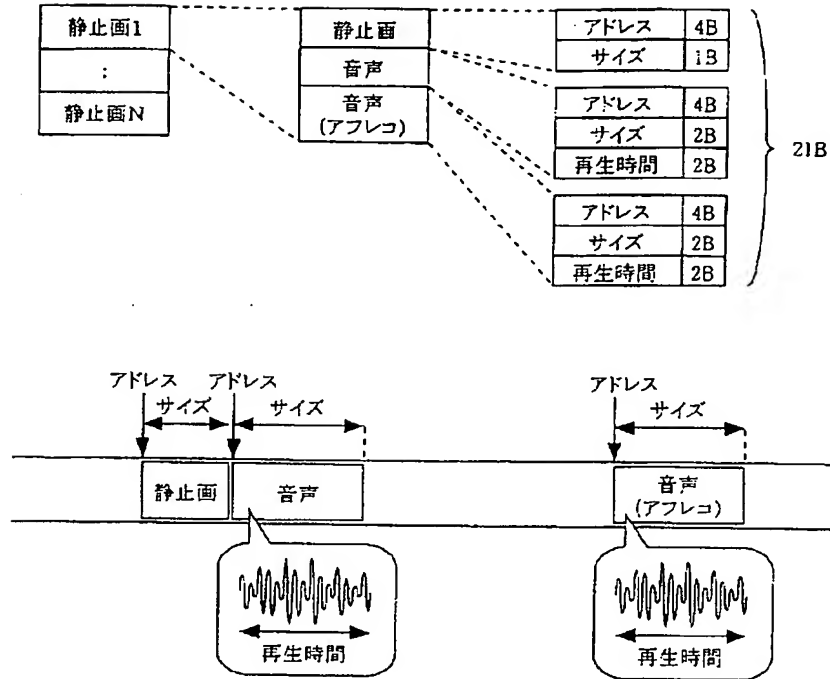 静止画1
:
静止画N
静止画
音声
音声
(アフレコ)
アドレス 4B
サイズ 1B
アドレス 4B
サイズ 2B
再生時間 2B
アドレス 4B
サイズ 2B
再生時間 2B
21B
アドレス アドレス アドレス
サイズ サイズ サイズ
静止画 音声 音声
(アフレコ)
再生時間 再生時間